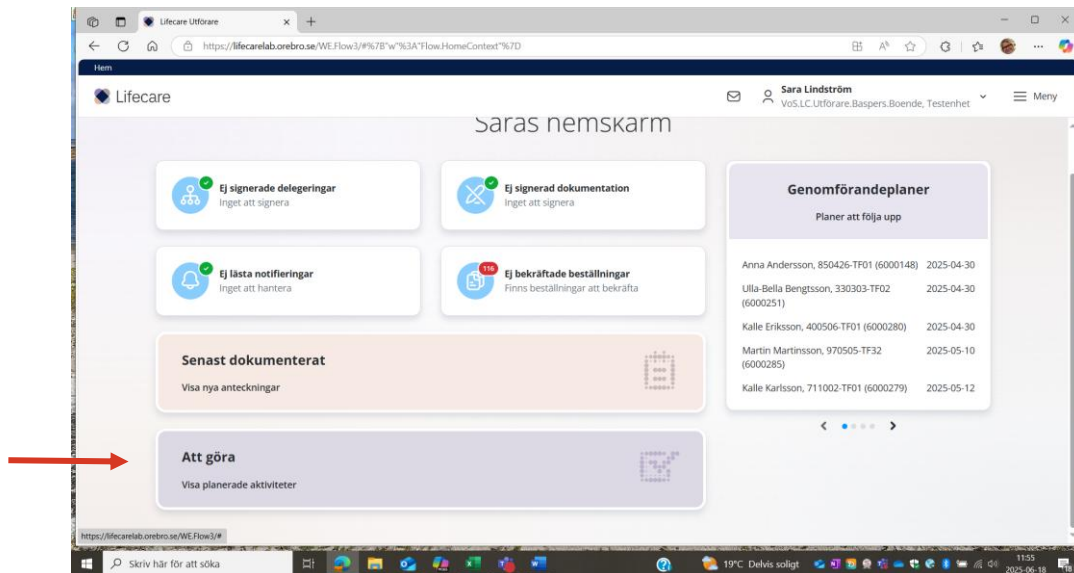 Lifecare Utförare
https://lifecarelab.orebro.se/WE.Flow3/#%7B"w"%3A"Flow.HomeContext"%7D
Hem
Lifecare
Sara Lindström
VoS.LC.Utförare.Baspers.Boende, Testenhet
Meny
Saras hemskärm
Ej signerade delegeringar
Inget att signera
Ej signerad dokumentation
Inget att signera
Ej lästa notifieringar
Inget att hantera
116
Ej bekräftade beställningar
Finns beställningar att bekräfta
Senast dokumenterat
Visa nya anteckningar
Att göra
Visa planerade aktiviteter
Genomförandeplaner
Planer att följa upp
Anna Andersson, 850426-TF01 (6000148) 2025-04-30
Ulla-Bella Bengtsson, 330303-TF02 2025-04-30
(6000251)
Kalle Eriksson, 400506-TF01 (6000280) 2025-04-30
Martin Martinsson, 970505-TF32 2025-05-10
(6000285)
Kalle Karlsson, 711002-TF01 (6000279) 2025-05-12
https://lifecarelab.orebro.se/WE.Flow3/#
Skriv här för att söka
19°C Delvis soligt
11:55
2025-06-18
18